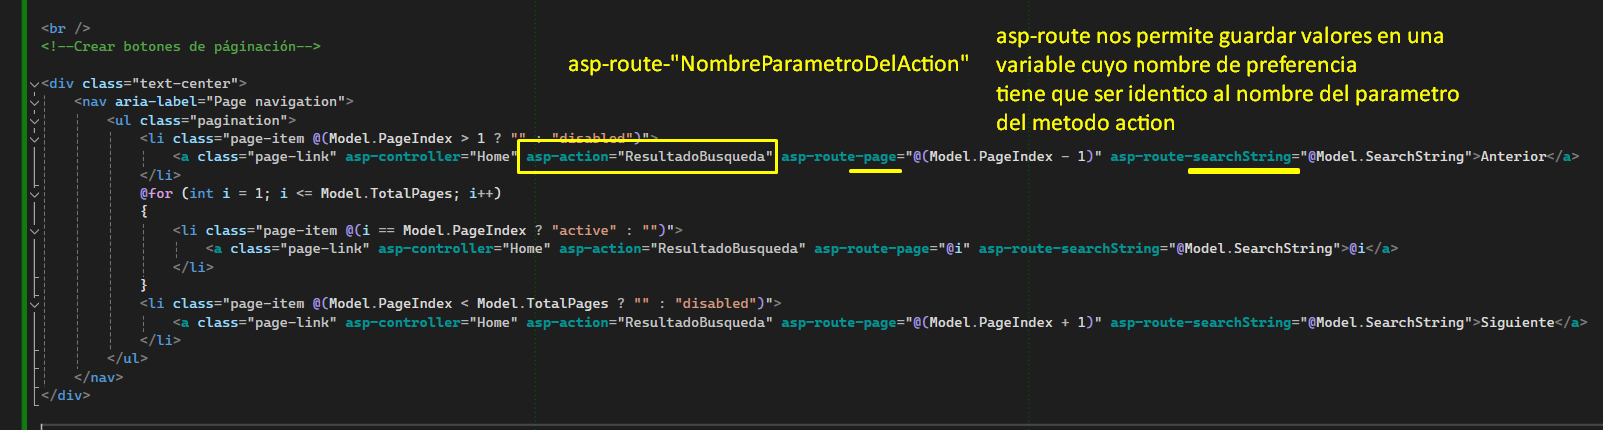 <br />
<!--Crear botones de páginación-->
asp-route-"NombreParametroDelAction"
asp-route nos permite guardar valores en una
variable cuyo nombre de preferencia
tiene que ser identico al nombre del parametro
del metodo action
<div class="text-center">
<nav aria-label="Page navigation">
<ul class="pagination">
<li class="page-item @(Model.PageIndex > 1 ? "" : "disabled")">
<a class="page-link" asp-controller="Home" asp-action="ResultadoBusqueda" asp-route-page="@(Model.PageIndex - 1)" asp-route-searchString="@Model.SearchString">Anterior</a>
</li>
@for (int i = 1; i <= Model.TotalPages; i++)
{
<li class="page-item @(i == Model.PageIndex ? "active" : "")">
<a class="page-link" asp-controller="Home" asp-action="ResultadoBusqueda" asp-route-page="@i" asp-route-searchString="@Model.SearchString">@i</a>
</li>
}
<li class="page-item @(Model.PageIndex < Model.TotalPages ? "" : "disabled")">
<a class="page-link" asp-controller="Home" asp-action="ResultadoBusqueda" asp-route-page="@(Model.PageIndex + 1)" asp-route-searchString="@Model.SearchString">Siguiente</a>
</li>
</ul>
</nav>
</div>